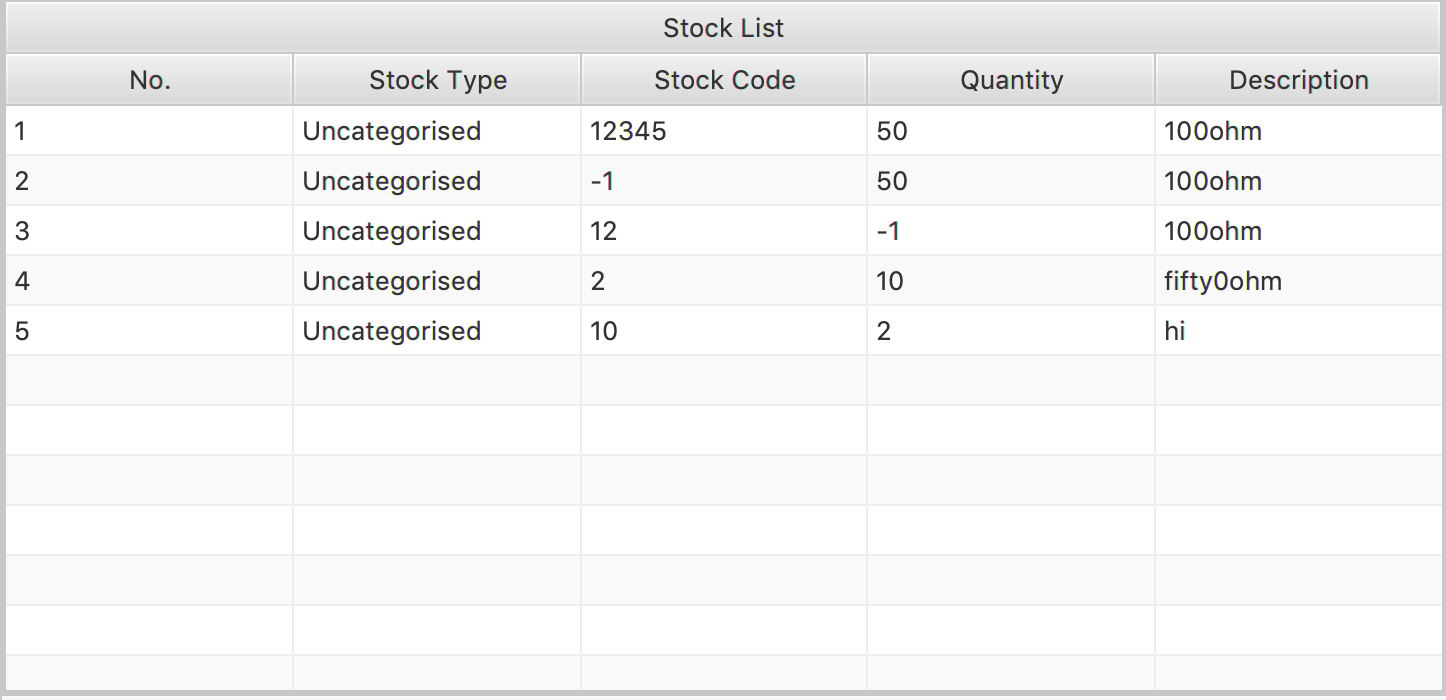 Stock List
No. Stock Type Stock Code Quantity Description
1 Uncategorised 12345 50 100ohm
2 Uncategorised -1 50 100ohm
3 Uncategorised 12 -1 100ohm
4 Uncategorised 2 10 fifty0ohm
5 Uncategorised 10 2 hi